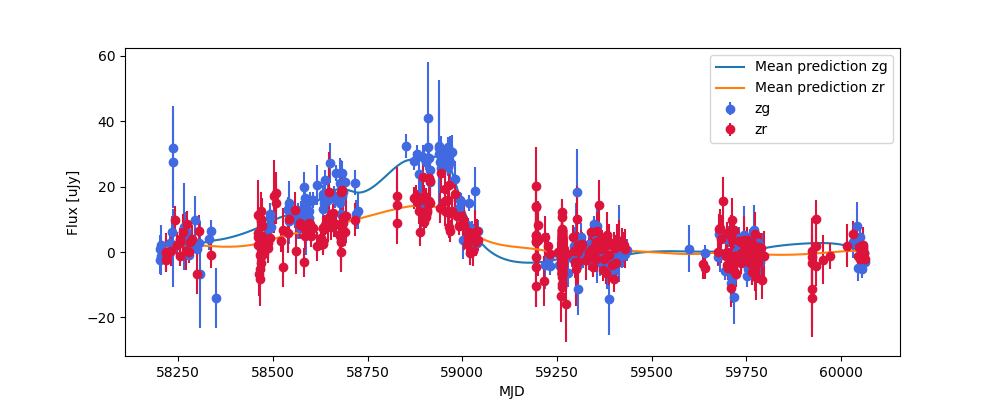 60
40
20
0
−20
Flux [uJy]
58250 58500 58750 59000 59250 59500 59750 60000
MJD
Mean prediction zg
Mean prediction zr
zg
zr